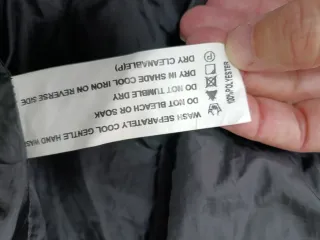 100% POLYESTER
WASH SEPARATELY COOL GENTLE HAND WASH
DO NOT BLEACH OR SOAK
DO NOT TUMBLE DRY
DRY IN SHADE COOL IRON ON REVERSE SIDE
DRY CLEANABLE(P)